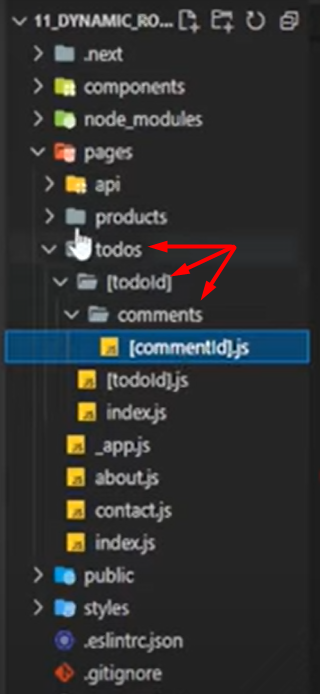 11_DYNAMIC_RO...
.next
components
node_modules
pages
api
products
todos
[todoId]
comments
[commentId].js
[todoId].js
index.js
_app.js
about.js
contact.js
index.js
public
styles
.eslintrc.json
.gitignore